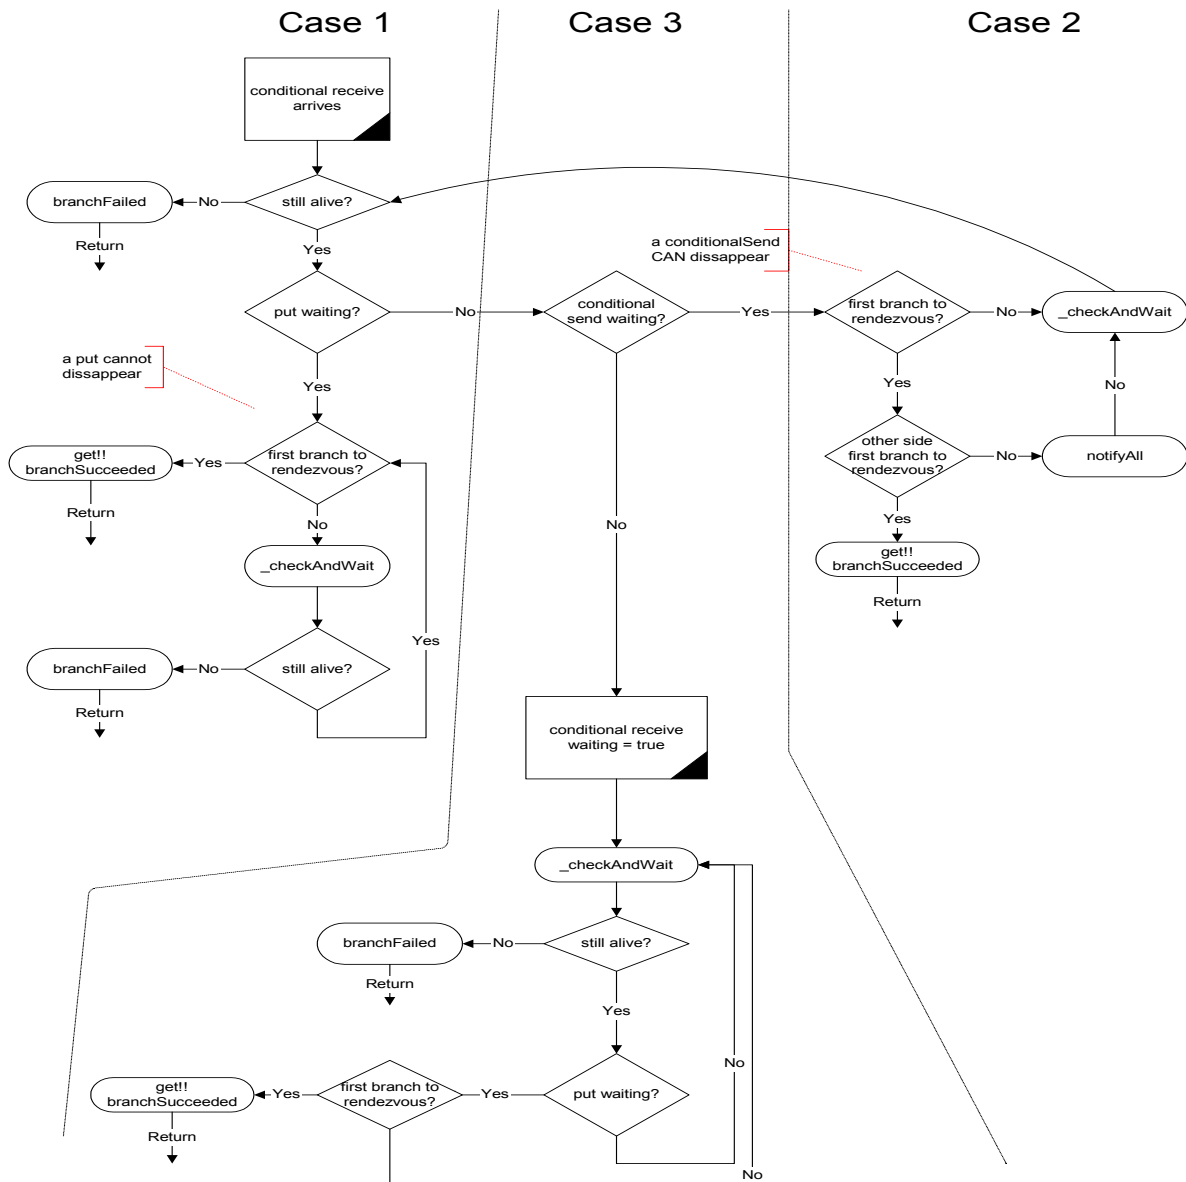 Case 1
Case 3
Case 2
conditional receive
arrives
branchFailed
No
still alive?
Return
Yes
a conditionalSend
CAN dissappear
put waiting?
No
conditional
send waiting?
Yes
first branch to
rendezvous?
No
_checkAndWait
a put cannot
dissappear
Yes
Yes
No
get!!
branchSucceeded
Yes
first branch to
rendezvous?
other side
first branch to
rendezvous?
No
notifyAll
Return
No
No
Yes
_checkAndWait
get!!
branchSucceeded
Return
Yes
branchFailed
No
still alive?
Return
conditional receive
waiting = true
_checkAndWait
branchFailed
No
still alive?
Return
Yes
No
get!!
branchSucceeded
Yes
first branch to
rendezvous?
Yes
put waiting?
Return
No